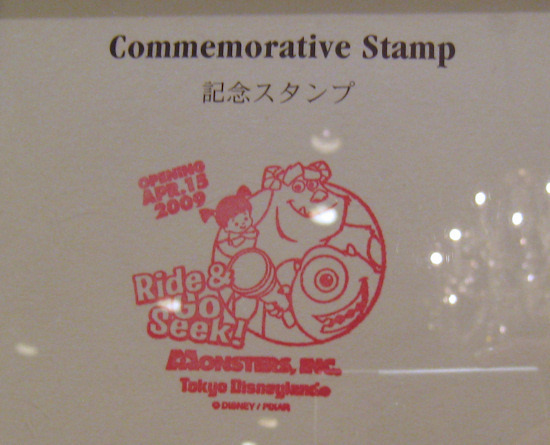 Commemorative Stamp
記念スタンプ
OPENING
APR.15
2009
Ride &
GO
Seek!
MONSTERS, INC.
Tokyo Disneyland®
© DISNEY / PIXAR